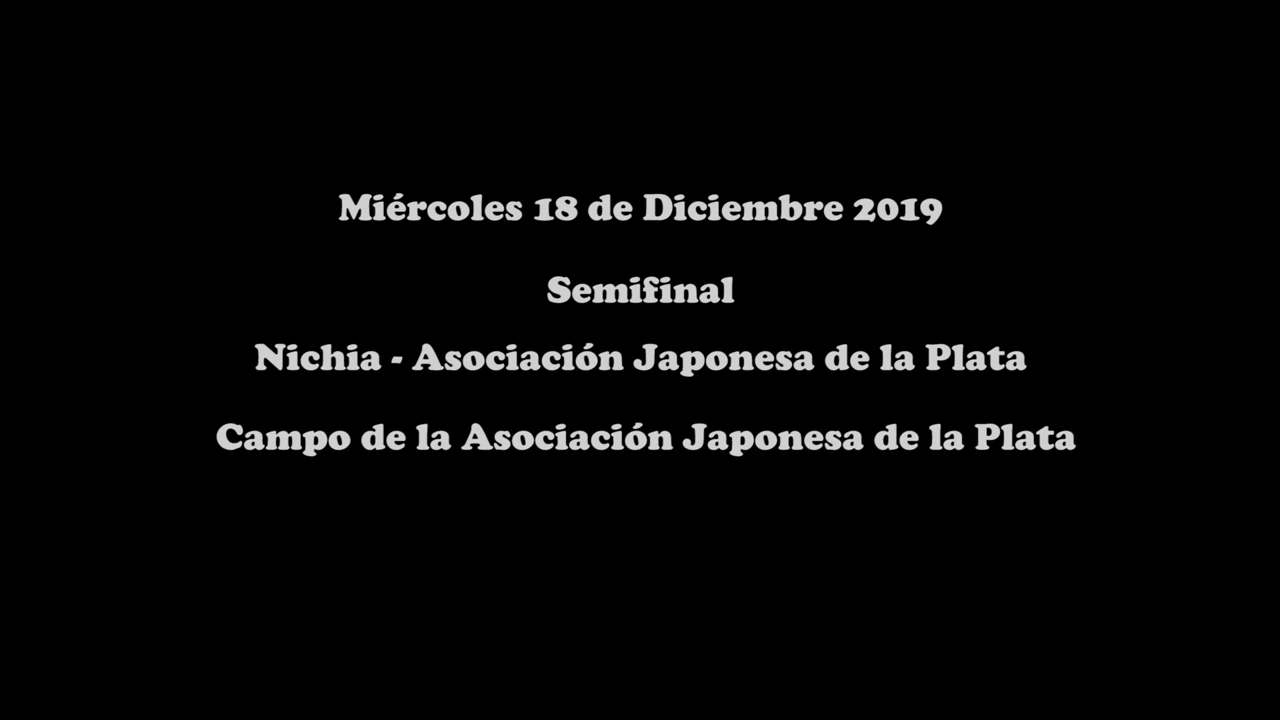 Miércoles 18 de Diciembre 2019
Semifinal
Nichia - Asociación Japonesa de la Plata
Campo de la Asociación Japonesa de la Plata